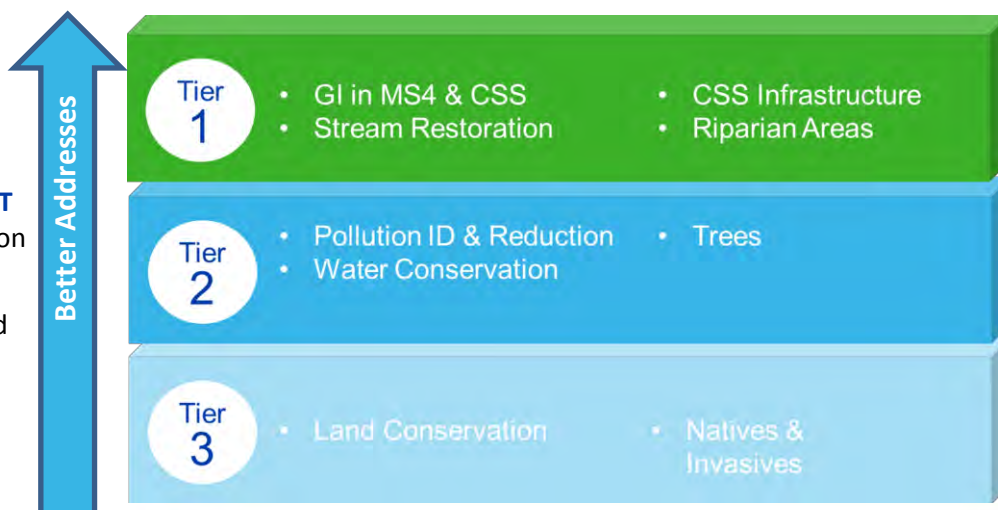 T
on
d
Better Addresses
Tier
1
• GI in MS4 & CSS
• Stream Restoration
• CSS Infrastructure
• Riparian Areas
Tier
2
• Pollution ID & Reduction
• Water Conservation
• Trees
Tier
3
• Land Conservation
• Natives &
Invasives